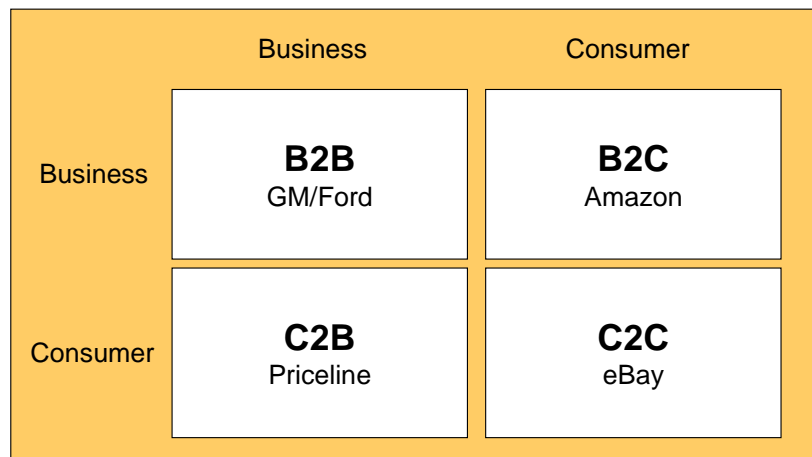 Business Consumer
Business
B2B
GM/Ford
B2C
Amazon
Consumer
C2B
Priceline
C2C
eBay